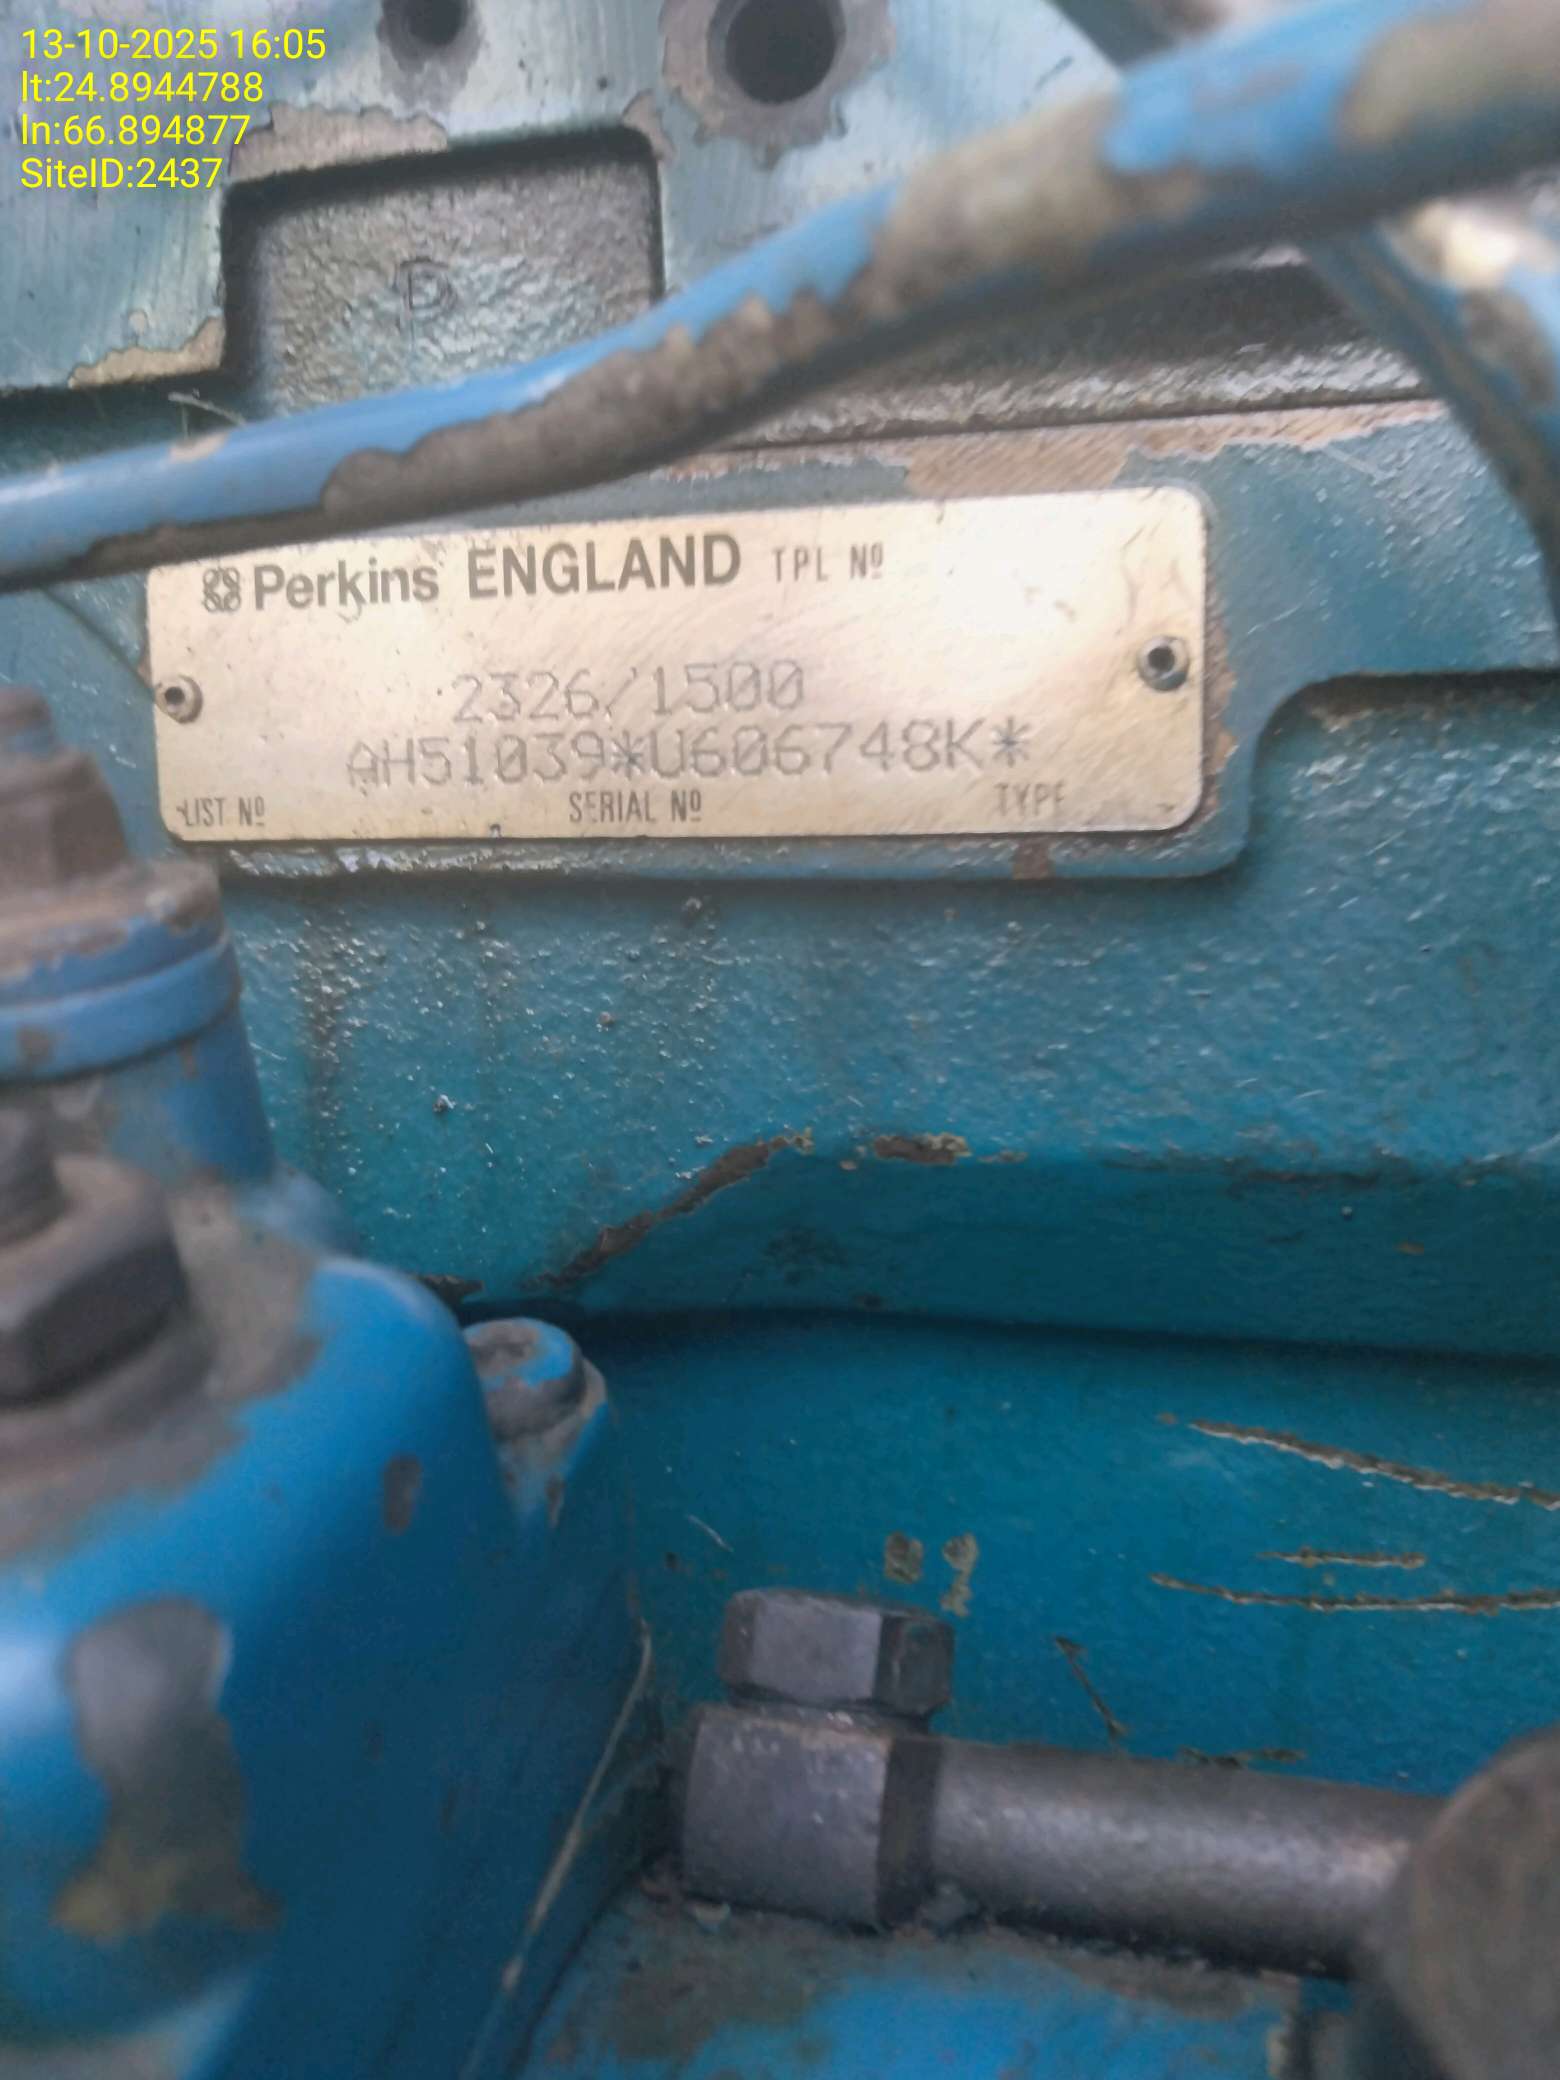 13-10-2025 16:05
lt:24.8944788
ln:66.894877
SiteID:2437
P
Perkins ENGLAND TPL Nº
2326/1500
AH51039*U606748K*
LIST Nº SERIAL Nº TYPE